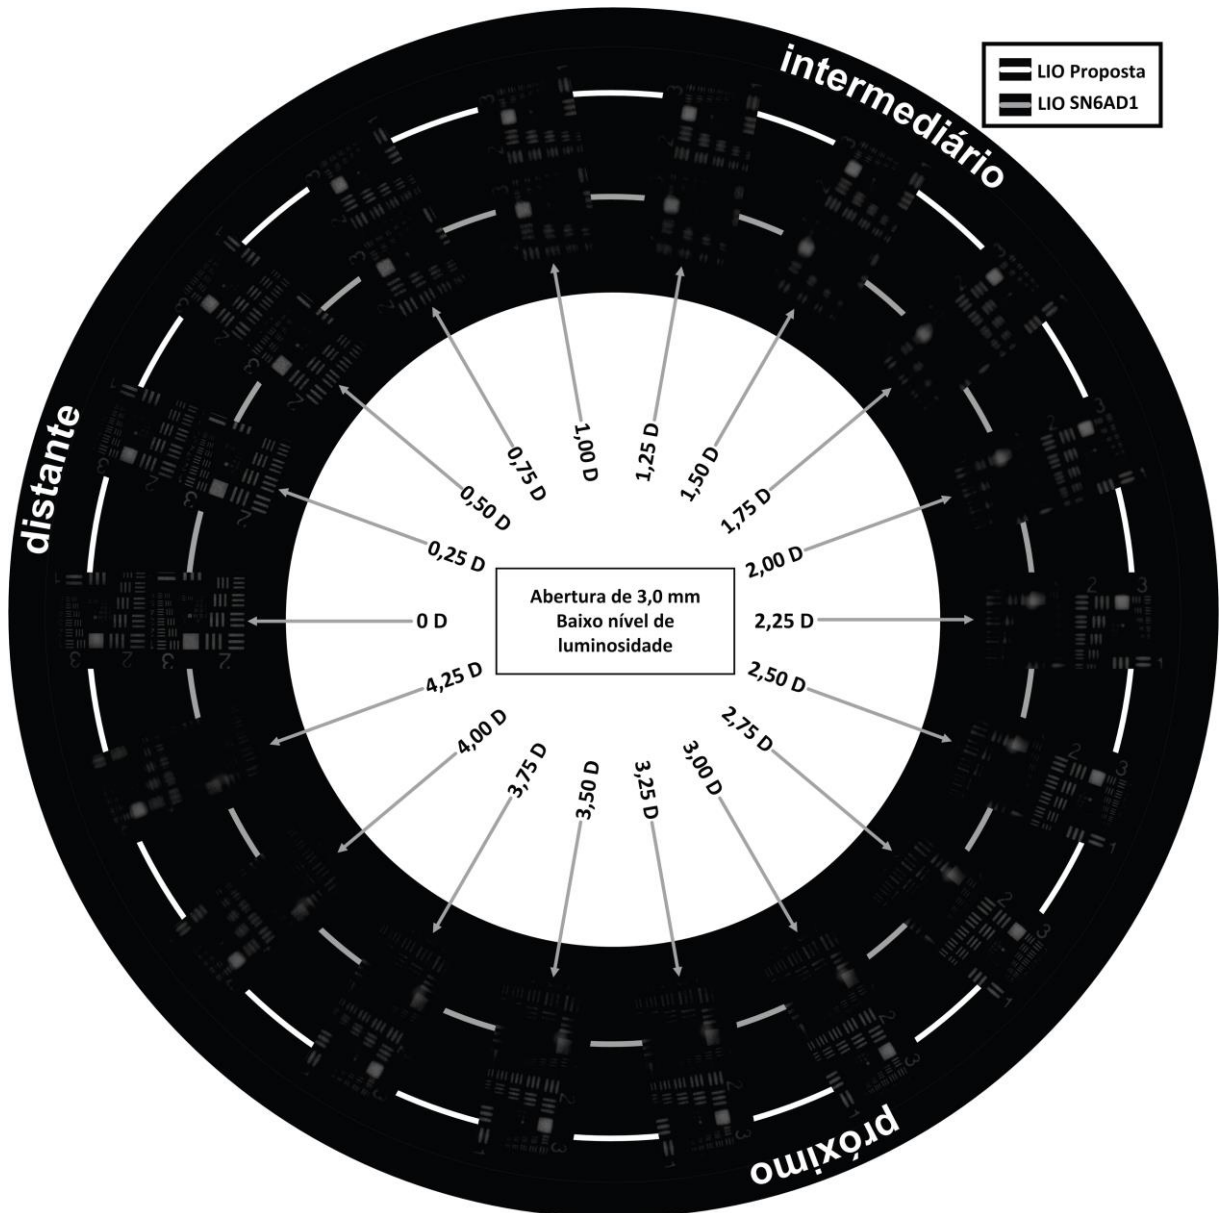 LIO Proposta
LIO SN6AD1
intermediário
distante
próximo
0 D
0,25 D
0,50 D
0,75 D
1,00 D
1,25 D
1,50 D
1,75 D
2,00 D
2,25 D
2,50 D
2,75 D
3,00 D
3,25 D
3,50 D
3,75 D
4,00 D
4,25 D
Abertura de 3,0 mm
Baixo nível de
luminosidade